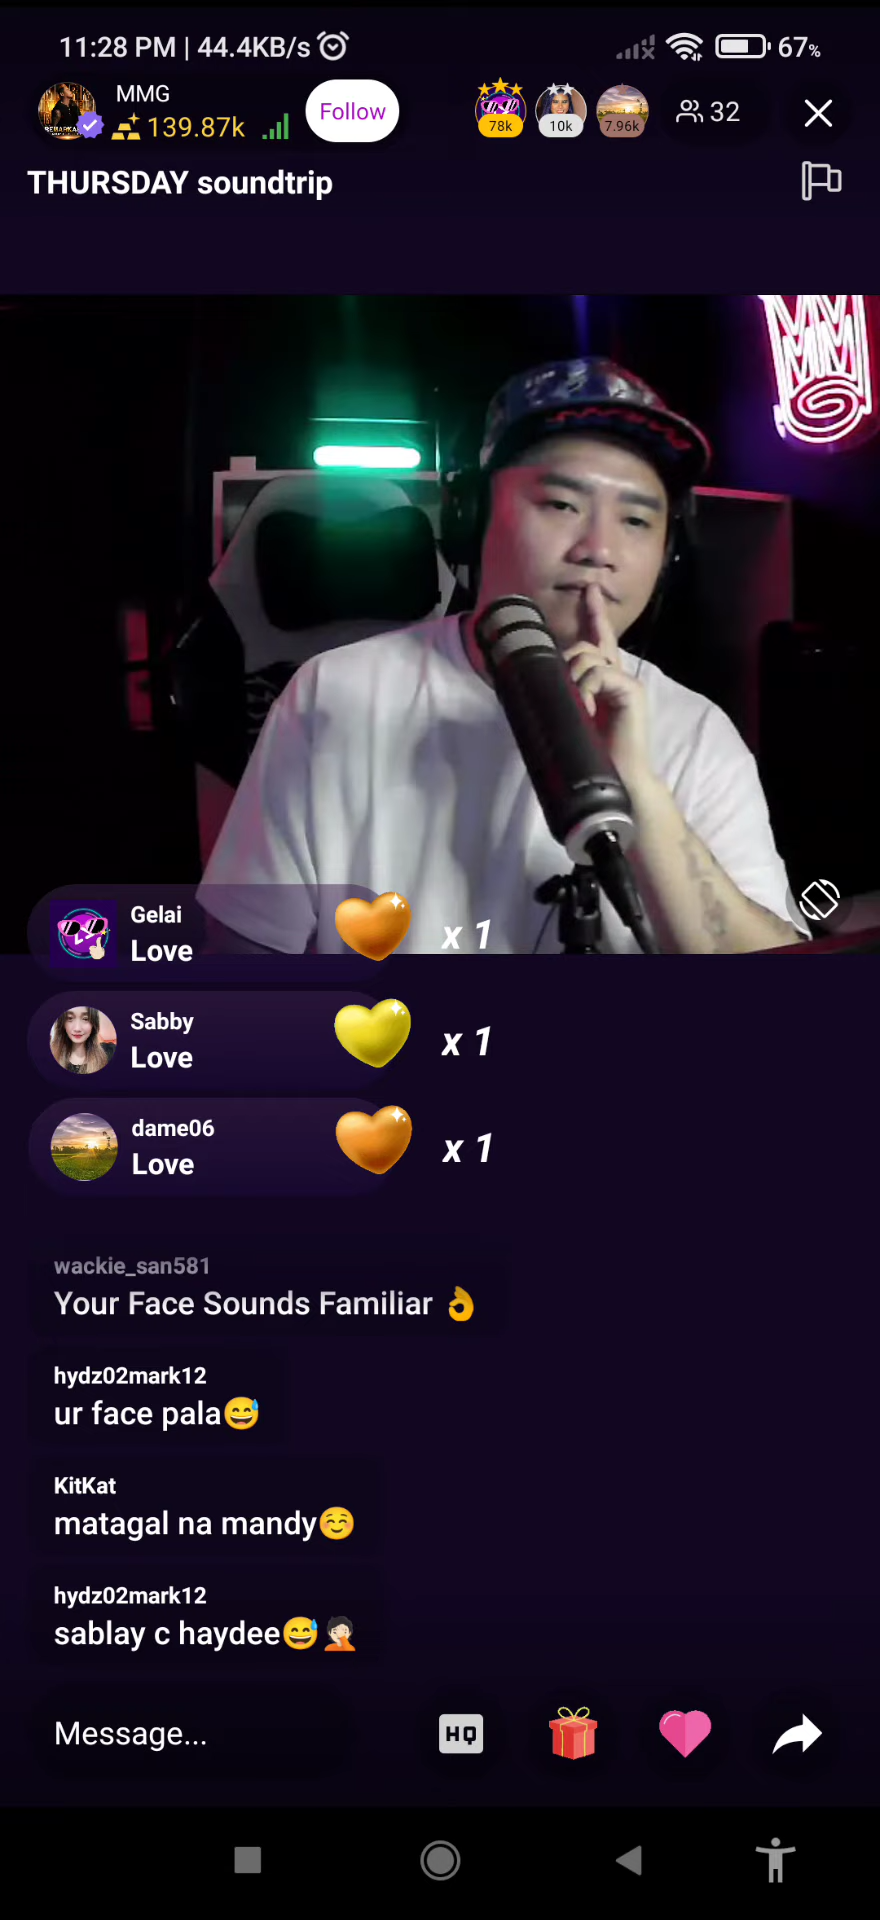 11:28 PM | 44.4KB/s
67%
MMG
139.87k
Follow
78k
10k
7.96k
32
THURSDAY soundtrip
Gelai
Love
x 1
Sabby
Love
x 1
dame06
Love
x 1
wackie_san581
Your Face Sounds Familiar 👌
hydz02mark12
ur face pala😅
KitKat
matagal na mandy☺️
hydz02mark12
sablay c haydee😅🤦🏻
Message...
HQ